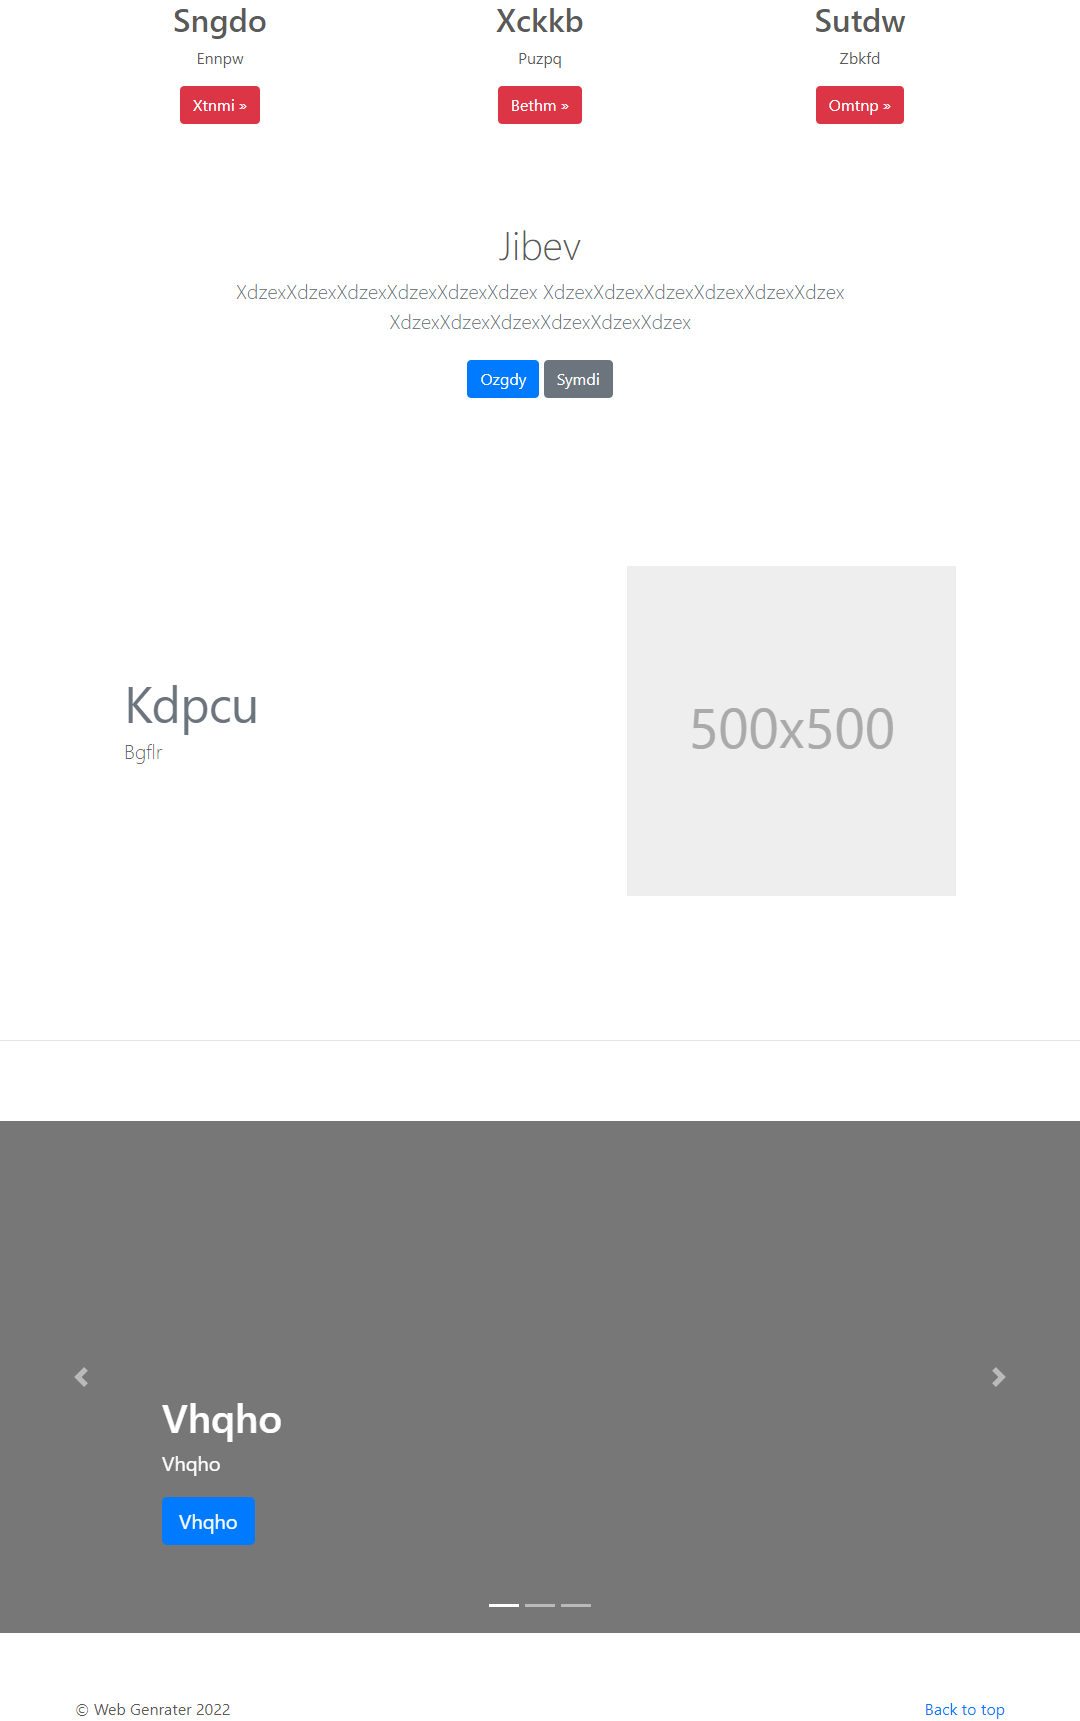 Sngdo
Ennpw
Xtnmi »
Xckkb
Puzpq
Bethm »
Sutdw
Zbkfd
Omtnp »
Jibev
XdzexXdzexXdzexXdzexXdzexXdzex XdzexXdzexXdzexXdzexXdzexXdzex
XdzexXdzexXdzexXdzexXdzexXdzex
Ozgdy Symdi
Kdpcu
Bgflr
500x500
Vhqho
Vhqho
Vhqho
© Web Genrater 2022
Back to top